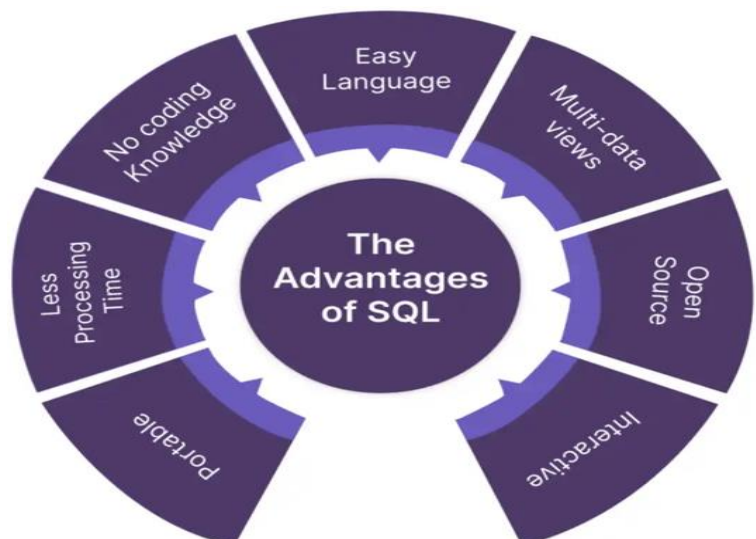 Easy
Language
Multi-data
views
Open
Source
Interactive
Portable
Less
Processing
Time
No coding
Knowledge
The
Advantages
of SQL